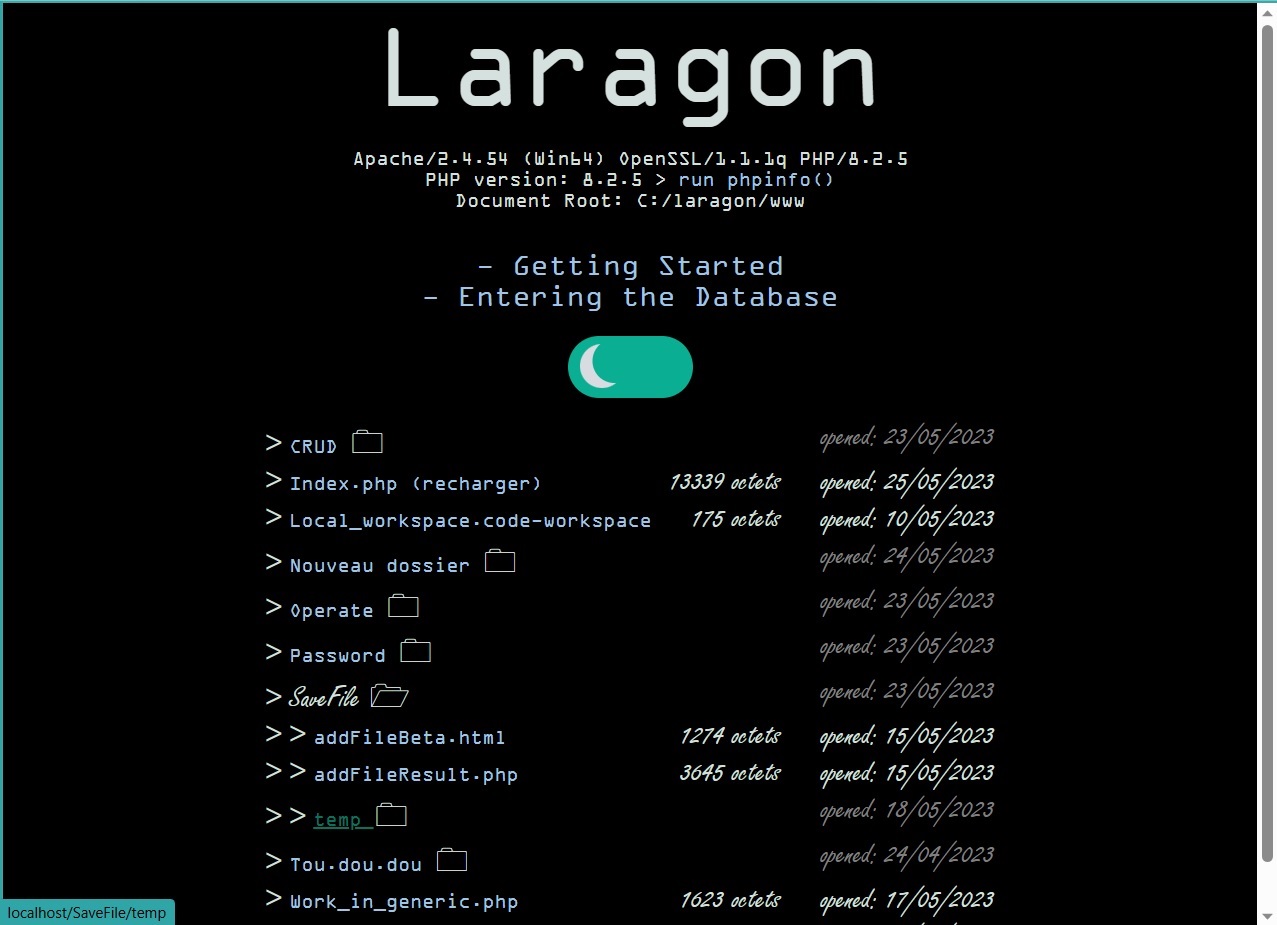 Laragon
Apache/2.4.54 (Win64) OpenSSL/1.1.1q PHP/8.2.5
PHP version: 8.2.5 > run phpinfo()
Document Root: C:/laragon/www
- Getting Started
- Entering the Database
> CRUD opened: 23/05/2023
> Index.php (recharger) 13339 octets opened: 25/05/2023
> Local_workspace.code-workspace 175 octets opened: 10/05/2023
> Nouveau dossier opened: 24/05/2023
> Operate opened: 23/05/2023
> Password opened: 23/05/2023
> SaveFile opened: 23/05/2023
> > addFileBeta.html 1274 octets opened: 15/05/2023
> > addFileResult.php 3645 octets opened: 15/05/2023
> > temp opened: 18/05/2023
> Tou.dou.dou opened: 24/04/2023
> Work_in_generic.php 1623 octets opened: 17/05/2023
localhost/SaveFile/temp